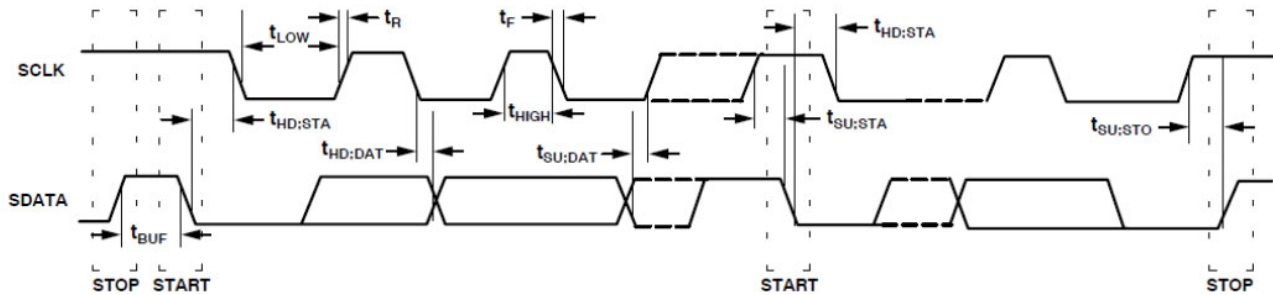 tR
tF
tLOW
tHD;STA
SCLK
tHD;STA
tHIGH
tSU;STA
tSU;STO
tHD;DAT
tSU;DAT
SDATA
tBUF
STOP START START STOP